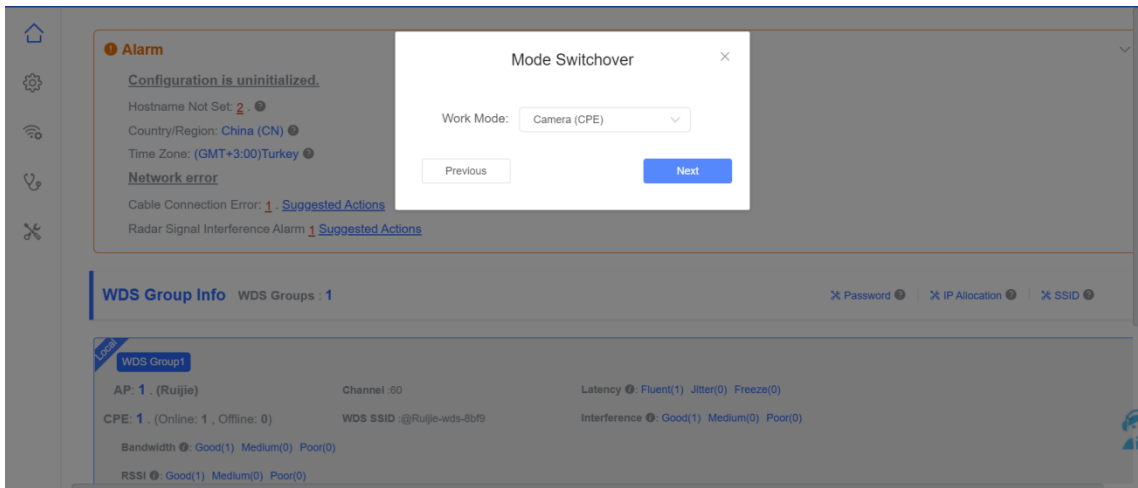 Alarm
Mode Switchover
Configuration is uninitialized.
Hostname Not Set: 2 .
Work Mode: Camera (CPE)
Country/Region: China (CN)
Time Zone: (GMT+3:00)Turkey
Previous Next
Network error
Cable Connection Error: 1 . Suggested Actions
Radar Signal Interference Alarm 1 Suggested Actions
WDS Group Info WDS Groups : 1 Password IP Allocation SSID
Local
WDS Group1
AP: 1 . (Ruijie) Channel :60 Latency : Fluent(1) Jitter(0) Freeze(0)
CPE: 1 . (Online: 1 , Offline: 0) WDS SSID :@Ruijie-wds-8bf9 Interference : Good(1) Medium(0) Poor(0)
Bandwidth : Good(1) Medium(0) Poor(0)
RSSI : Good(1) Medium(0) Poor(0)